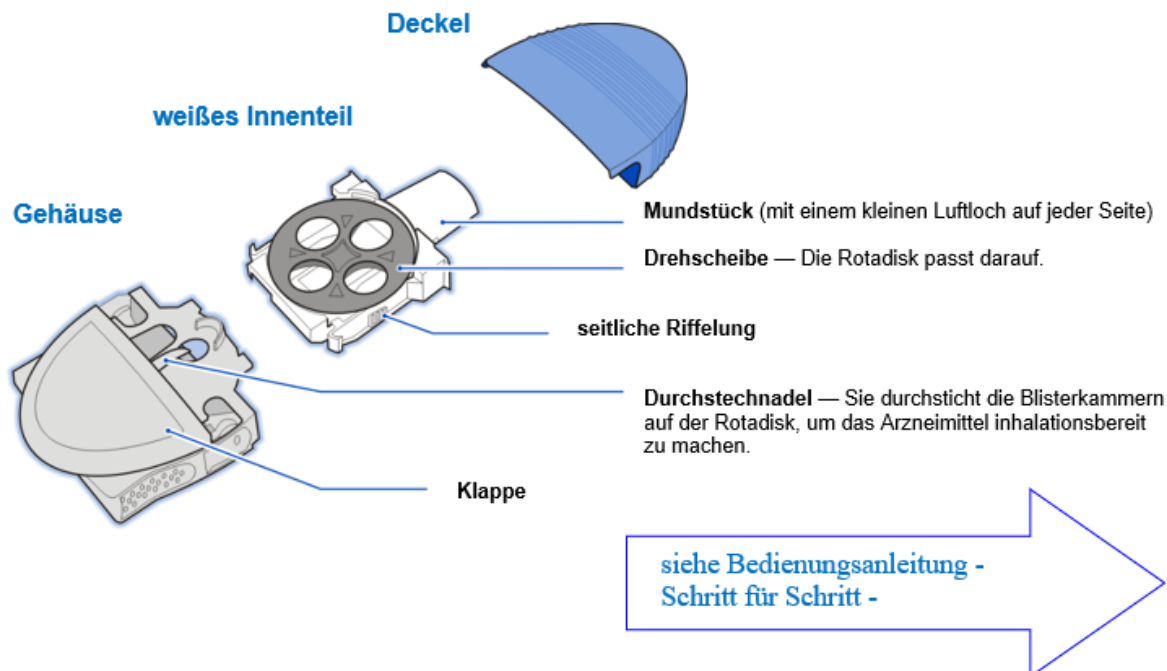 Deckel
weißes Innenteil
Gehäuse
Mundstück (mit einem kleinen Luftloch auf jeder Seite)
Drehscheibe — Die Rotadisk passt darauf.
seitliche Riffelung
Durchstechnadel — Sie durchsticht die Blisterkammern
auf der Rotadisk, um das Arzneimittel inhalationsbereit
zu machen.
Klappe
siehe Bedienungsanleitung -
Schritt für Schritt -